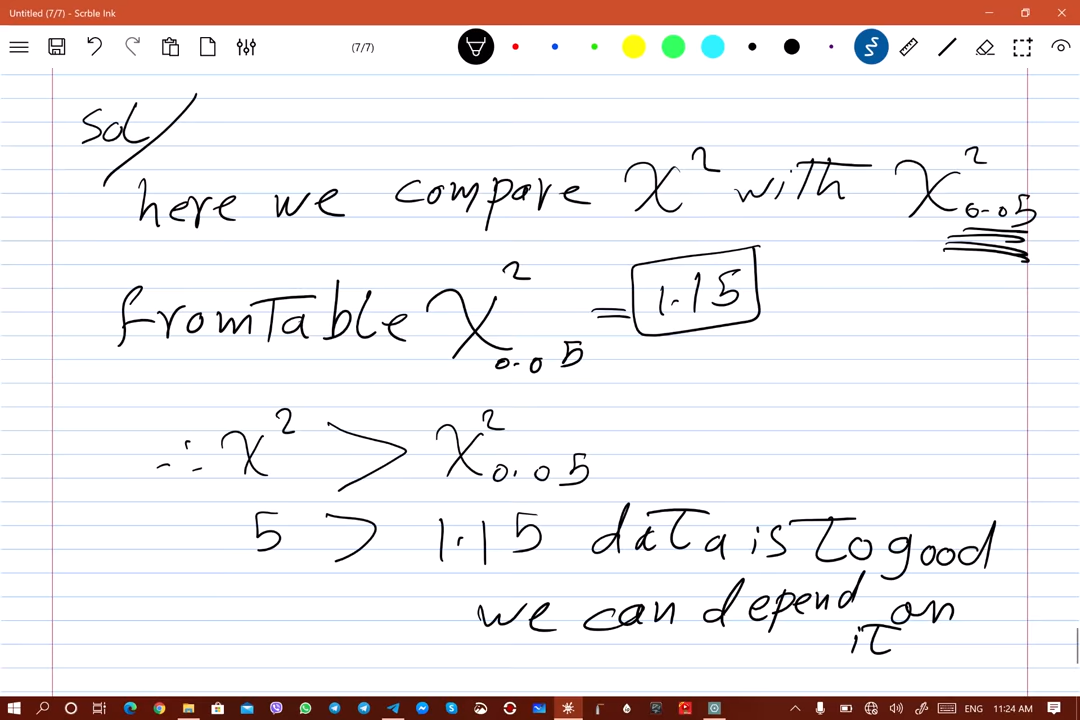 Untitled (7/7) - Scrble Ink
(7/7)
Sol/
here we compare χ² with χ²0.05
from Table χ²0.05 = 1.15
∴ χ² > χ²0.05
5 > 1.15 data is to good
we can depend on
it
ENG 11:24 AM